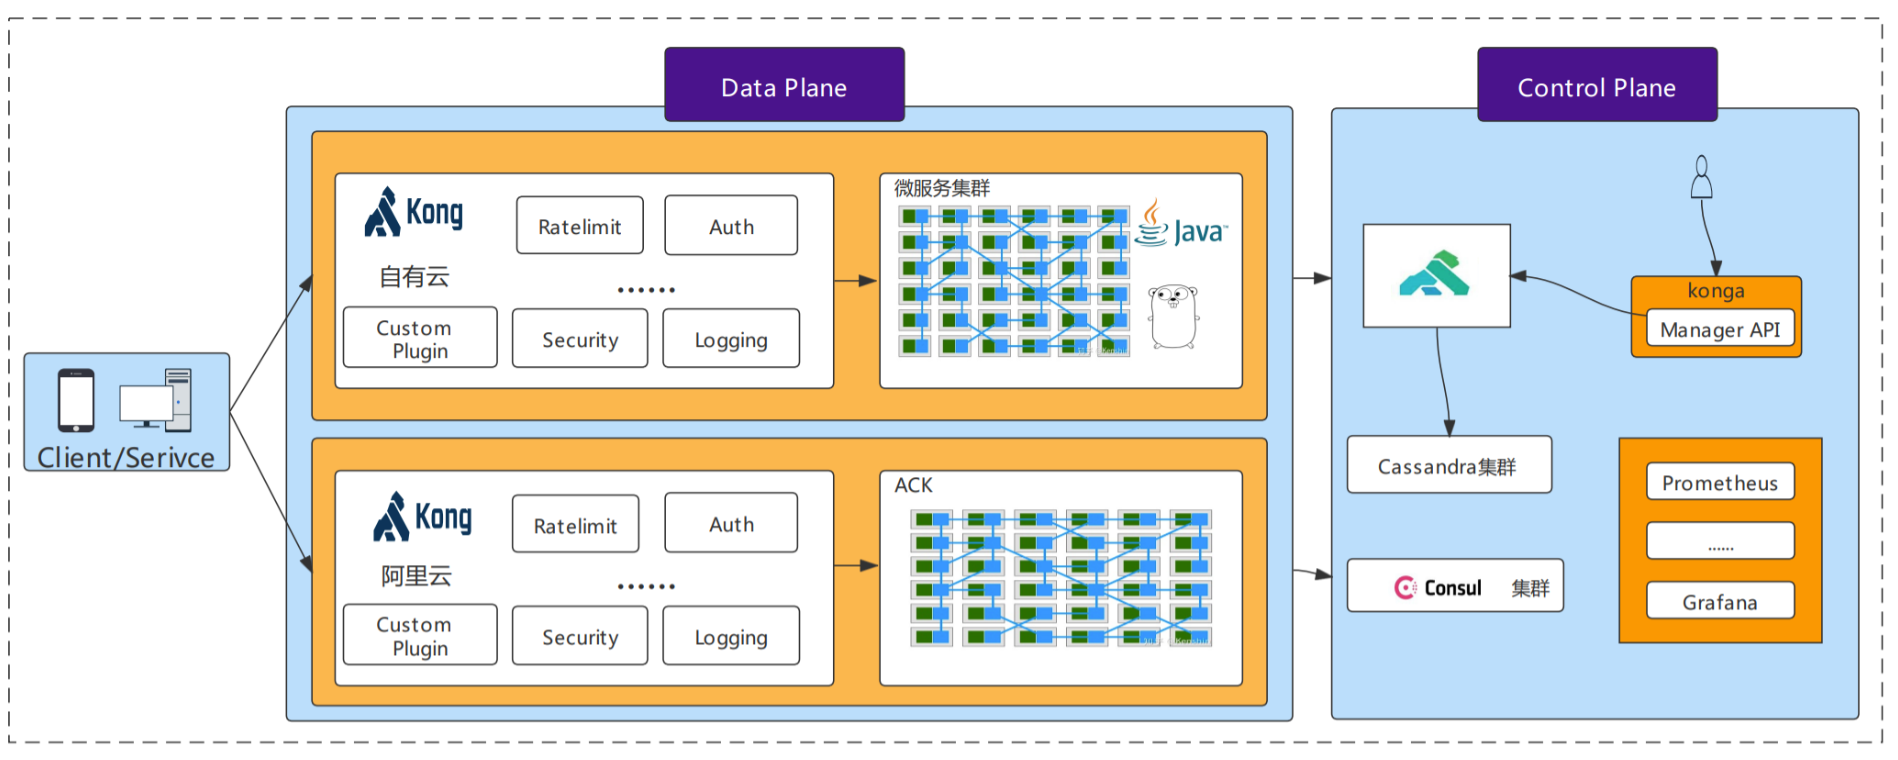 Data Plane
Control Plane
Kong
自有云
Ratelimit
Auth
......
Custom
Plugin
Security
Logging
微服务集群
Java
Client/Serivce
Kong
阿里云
Ratelimit
Auth
......
Custom
Plugin
Security
Logging
ACK
konga
Manager API
Cassandra集群
Consul 集群
Prometheus
......
Grafana